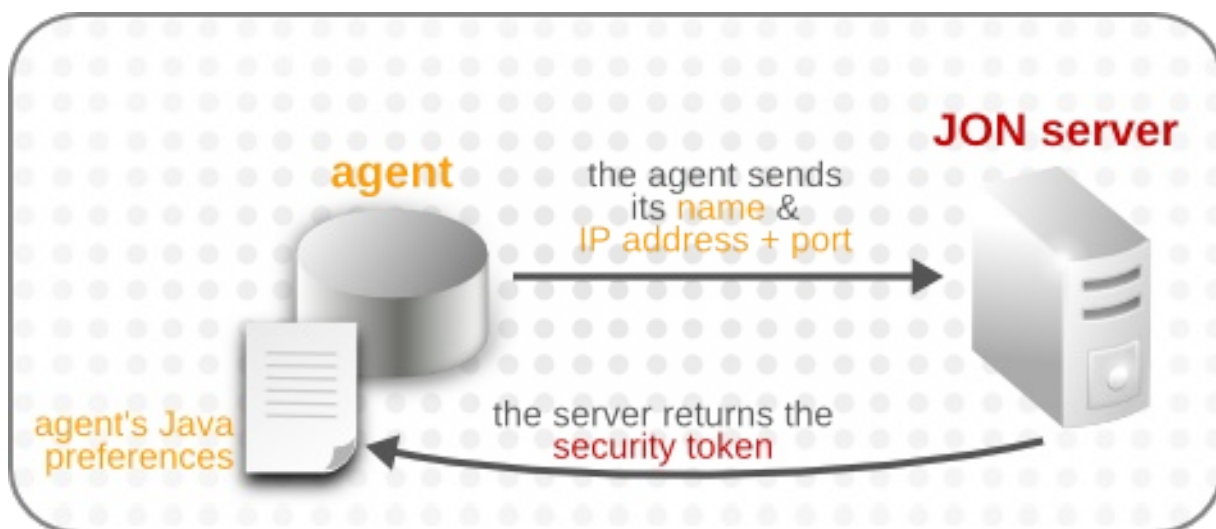 JON server
agent
the agent sends
its name &
IP address + port
the server returns the
security token
agent's Java
preferences